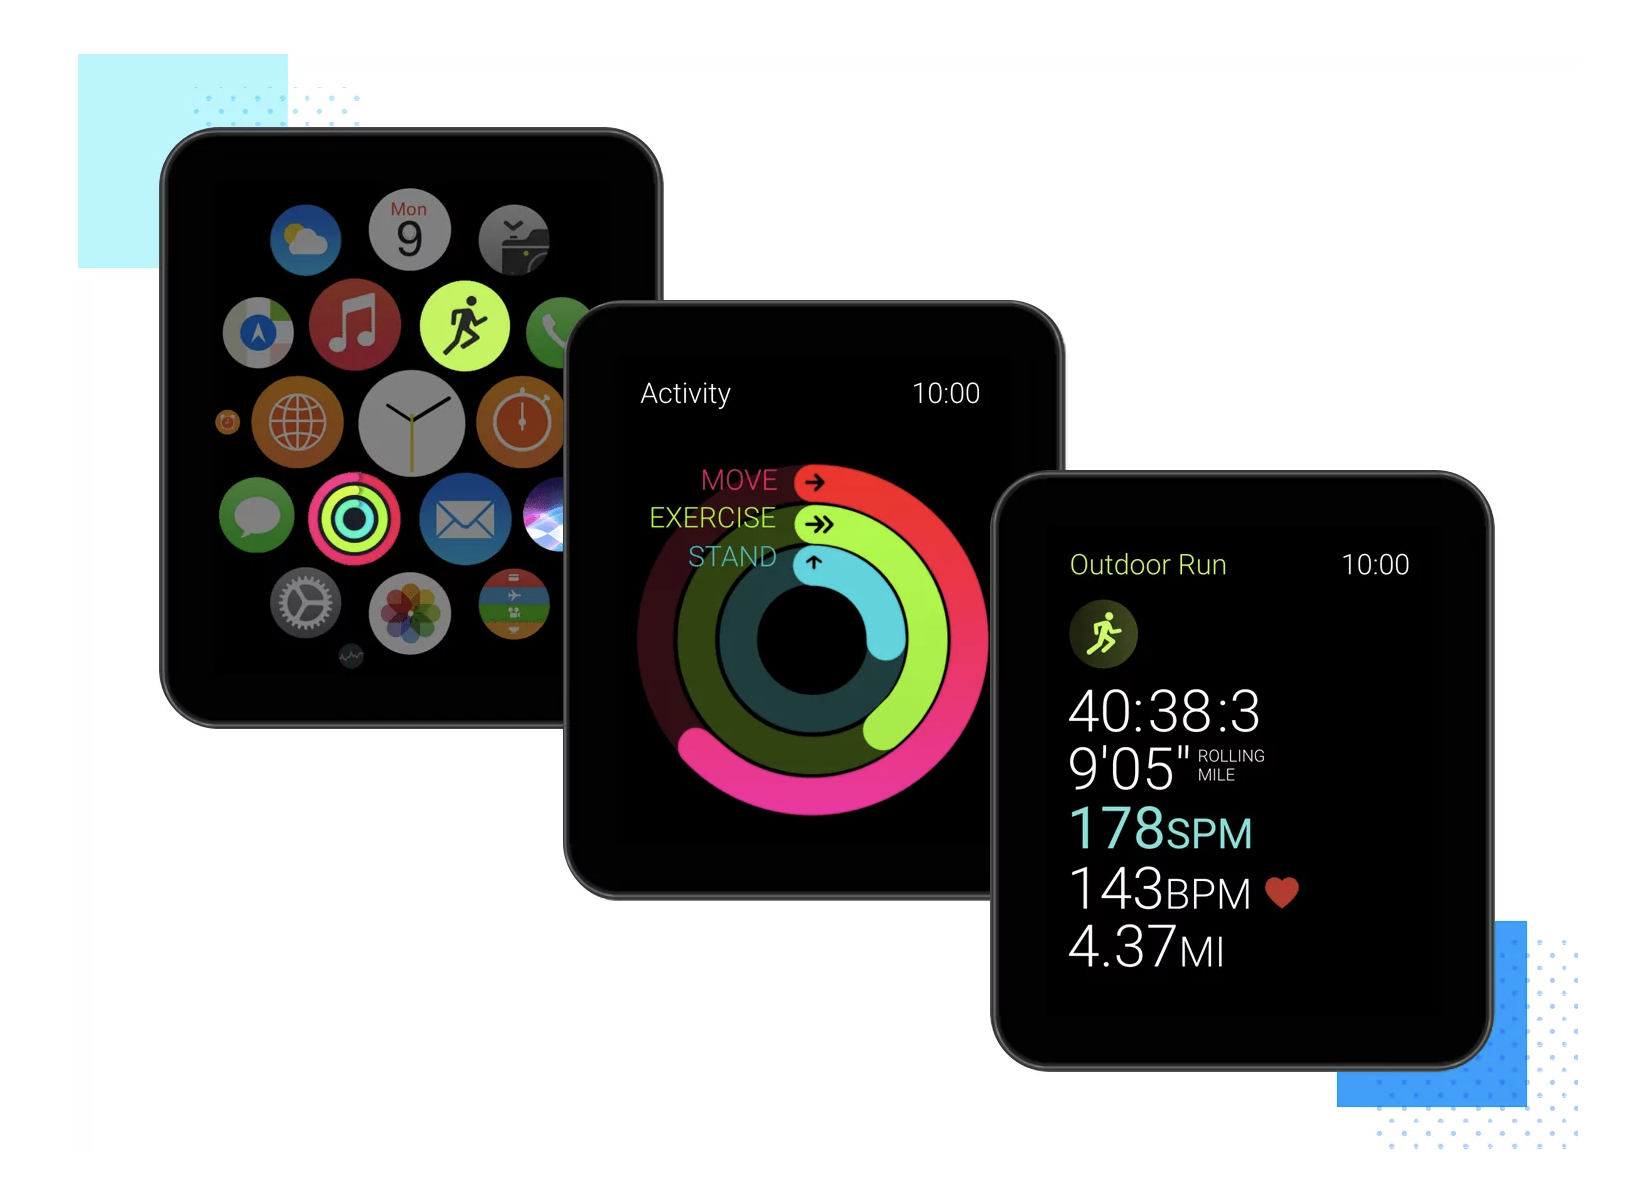 Mon
9
Activity 10:00
MOVE
EXERCISE
STAND
Outdoor Run 10:00
40:38:3
9'05" ROLLING
MILE
178SPM
143BPM
4.37MI